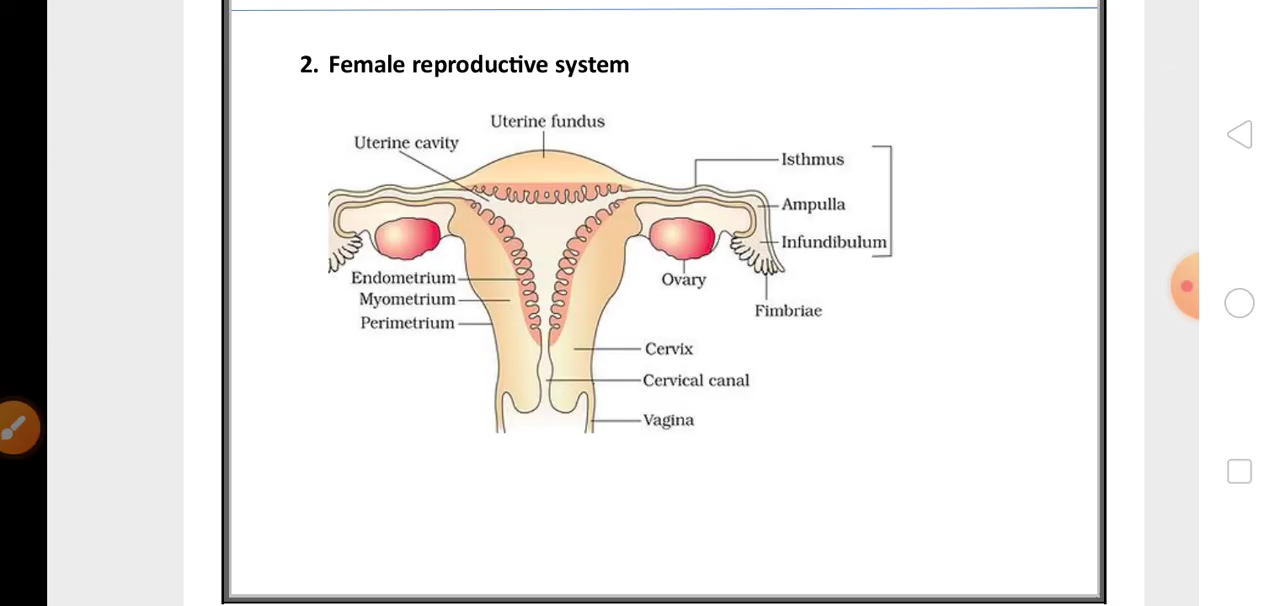 2. Female reproductive system
Uterine fundus
Uterine cavity
Isthmus
Ampulla
Infundibulum
Endometrium
Ovary
Myometrium
Fimbriae
Perimetrium
Cervix
Cervical canal
Vagina